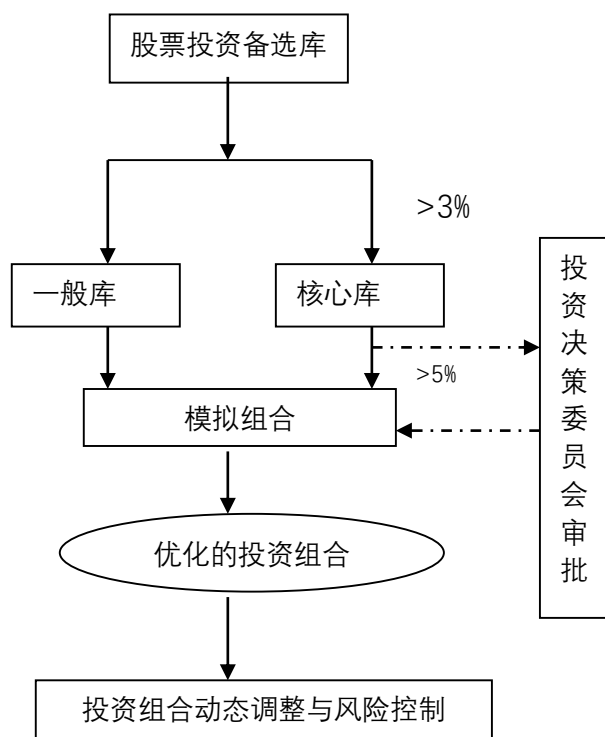 股票投资备选库
>3%
一般库
核心库
投资决策委员会审批
>5%
模拟组合
优化的投资组合
投资组合动态调整与风险控制